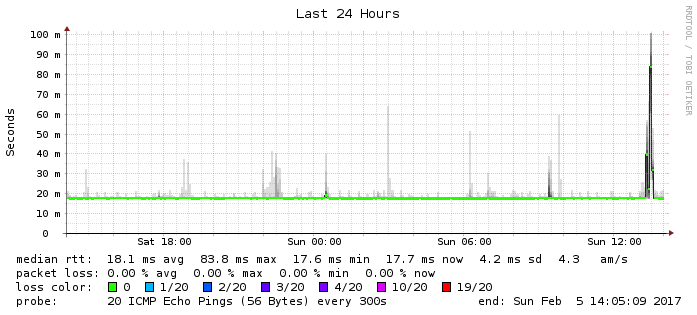 Last 24 Hours
RRDTOOL / TOBI OETIKER
Seconds
100 m
90 m
80 m
70 m
60 m
50 m
40 m
30 m
20 m
10 m
0
Sat 18:00 Sun 00:00 Sun 06:00 Sun 12:00
median rtt: 18.1 ms avg 83.8 ms max 17.6 ms min 17.7 ms now 4.2 ms sd 4.3 am/s
packet loss: 0.00 % avg 0.00 % max 0.00 % min 0.00 % now
loss color: 0 1/20 2/20 3/20 4/20 10/20 19/20
probe: 20 ICMP Echo Pings (56 Bytes) every 300s end: Sun Feb 5 14:05:09 2017